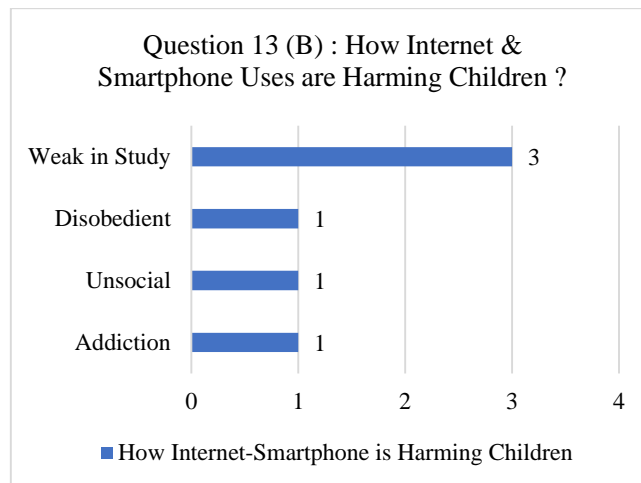 Question 13 (B) : How Internet &
Smartphone Uses are Harming Children ?
Weak in Study 3
Disobedient 1
Unsocial 1
Addiction 1
0 1 2 3 4
How Internet-Smartphone is Harming Children